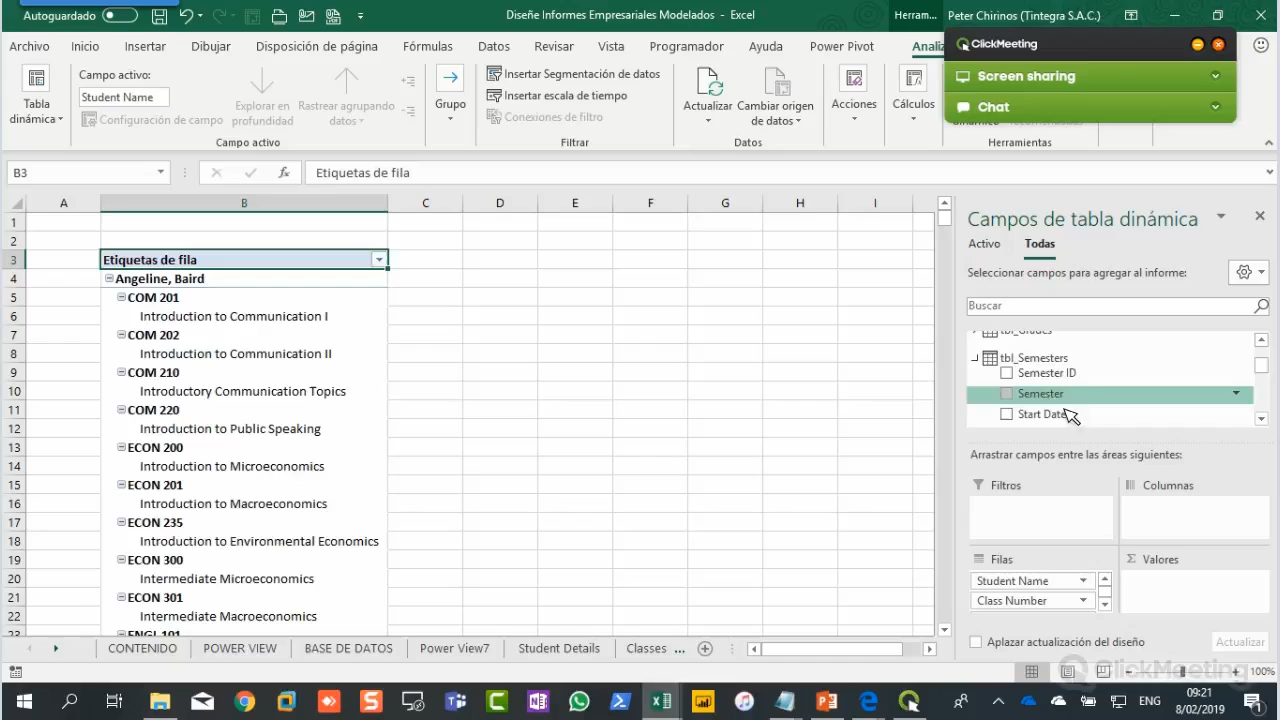 Autoguardado
Diseñe Informes Empresariales Modelados - Excel
Herram...
Peter Chirinos (Tintegra S.A.C.)
Archivo Inicio Insertar Dibujar Disposición de página Fórmulas Datos Revisar Vista Programador Ayuda Power Pivot Analiz
ClickMeeting
Screen sharing
Chat
Tabla dinámica
Campo activo:
Student Name
Configuración de campo
Explorar en profundidad
Rastrear agrupando datos
Campo activo
Grupo
Insertar Segmentación de datos
Insertar escala de tiempo
Conexiones de filtro
Filtrar
Actualizar
Cambiar origen de datos
Datos
Acciones
Cálculos
Herramientas
B3
fx
Etiquetas de fila
A B C D E F G H I
1
2
3 Etiquetas de fila
4 Angeline, Baird
5 COM 201
6 Introduction to Communication I
7 COM 202
8 Introduction to Communication II
9 COM 210
10 Introductory Communication Topics
11 COM 220
12 Introduction to Public Speaking
13 ECON 200
14 Introduction to Microeconomics
15 ECON 201
16 Introduction to Macroeconomics
17 ECON 235
18 Introduction to Environmental Economics
19 ECON 300
20 Intermediate Microeconomics
21 ECON 301
22 Intermediate Macroeconomics
23 ENGL 101
Campos de tabla dinámica
Activo Todas
Seleccionar campos para agregar al informe:
Buscar
tbl_Grades
tbl_Semesters
Semester ID
Semester
Start Date
Arrastrar campos entre las áreas siguientes:
Filtros
Columnas
Filas
Σ Valores
Student Name
Class Number
Aplazar actualización del diseño
Actualizar
CONTENIDO POWER VIEW BASE DE DATOS Power View7 Student Details Classes ...
ClickMeeting
100%
ENG
09:21
8/02/2019
1